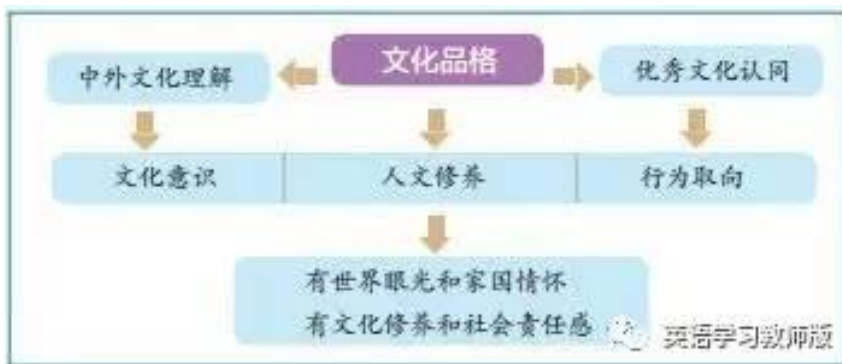 文化品格
中外文化理解
优秀文化认同
文化意识
人文修养
行为取向
有世界眼光和家国情怀
有文化修养和社会责任感
英语学习教师版